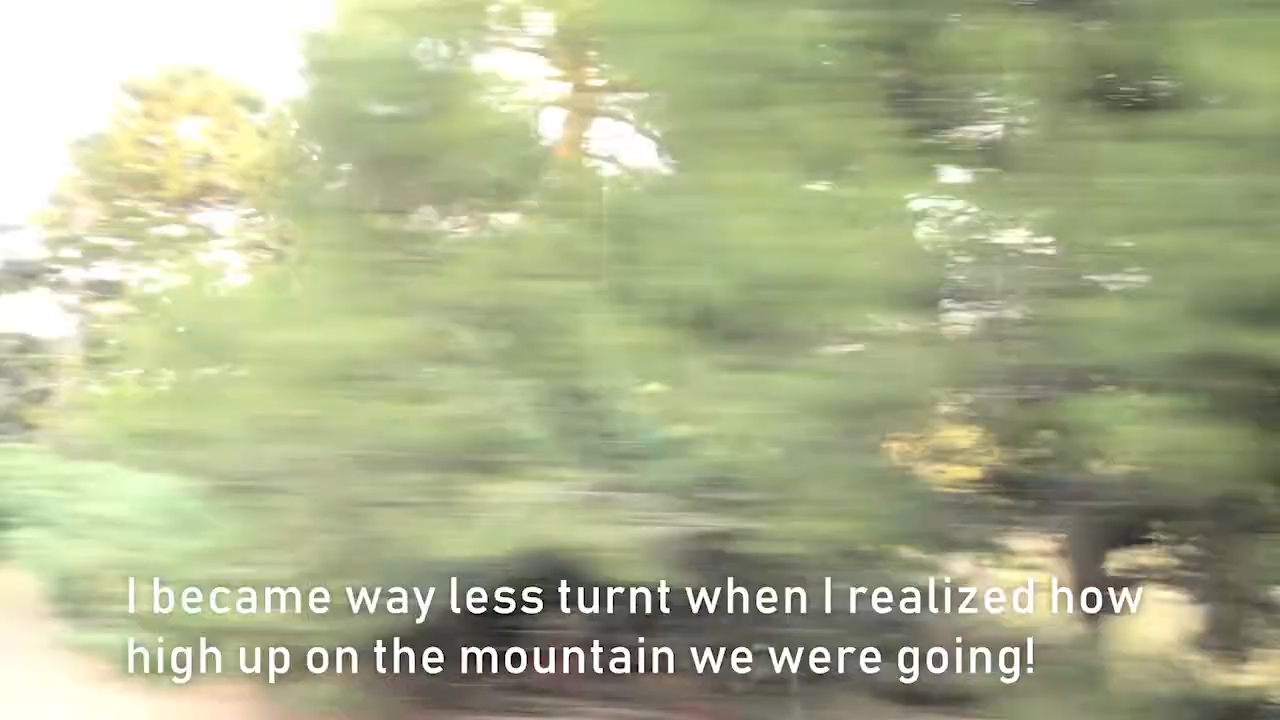 I became way less turnt when I realized how
high up on the mountain we were going!